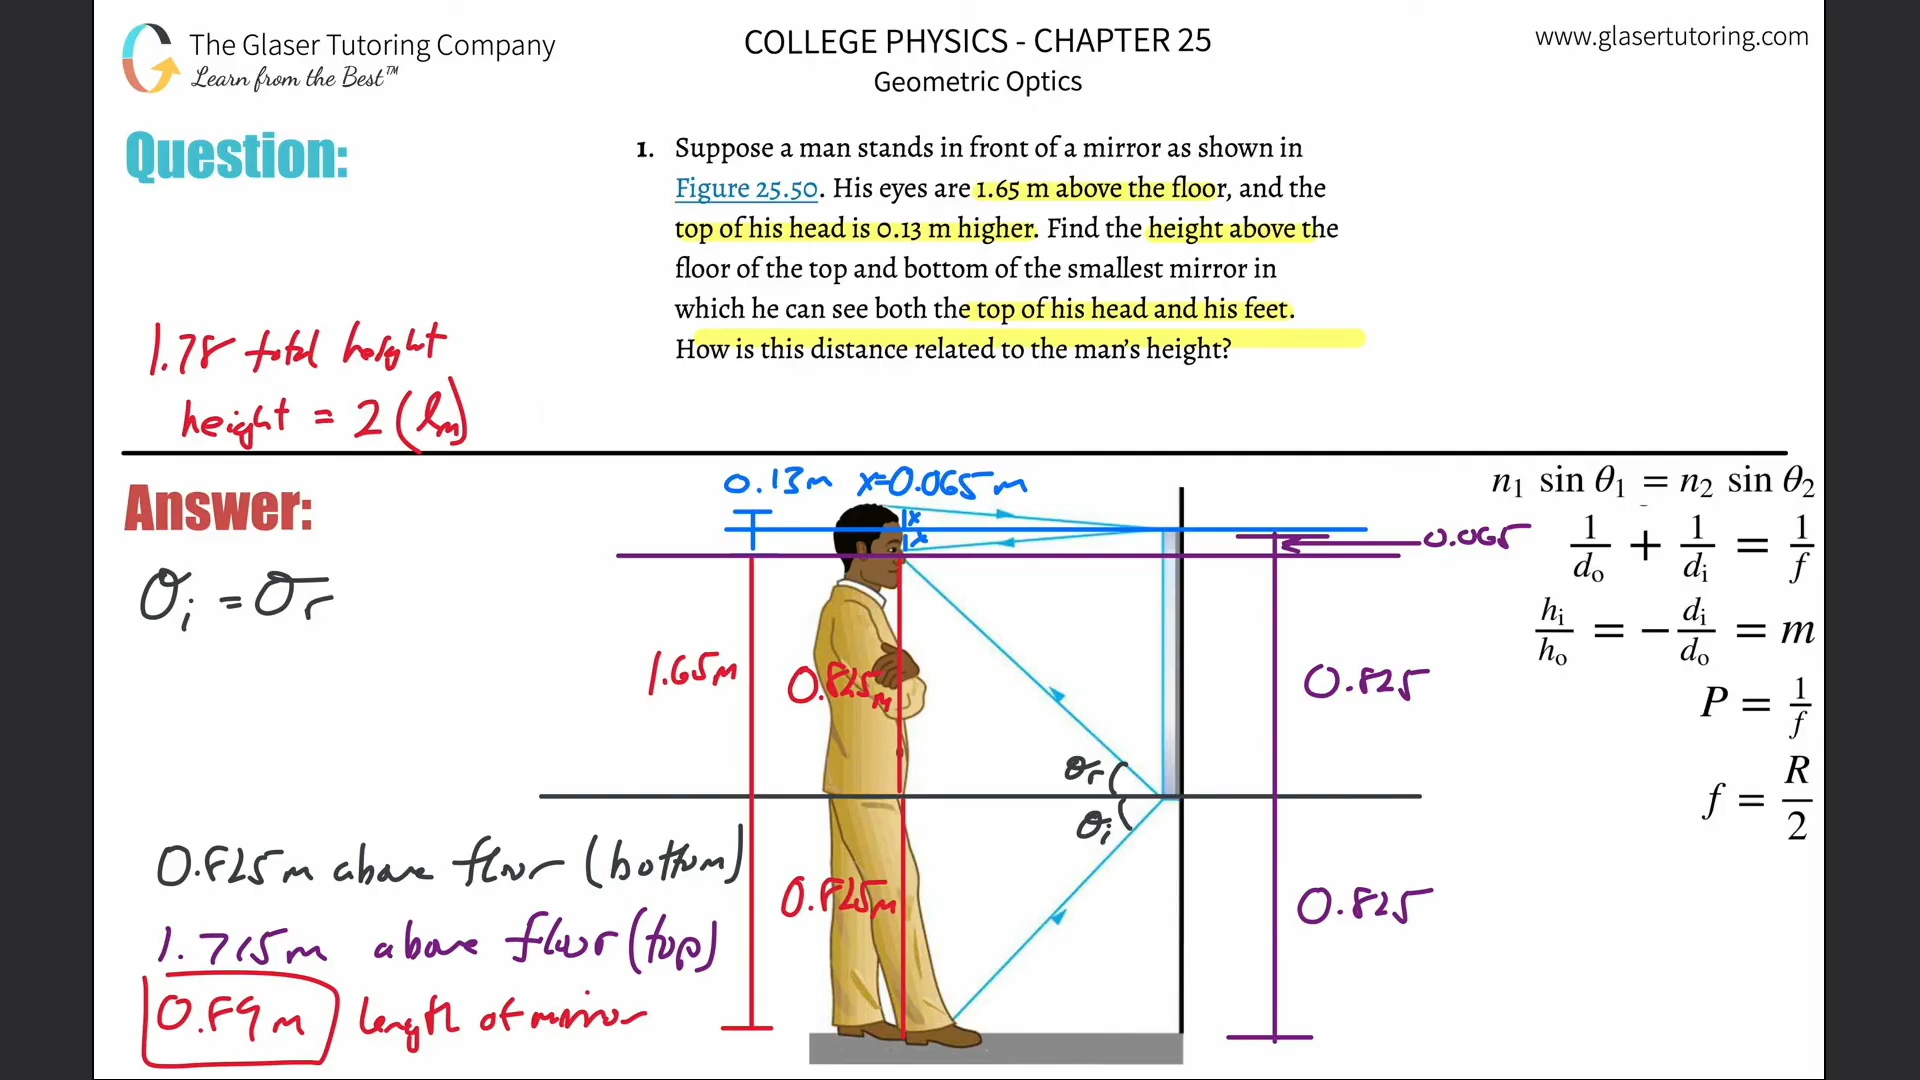 The Glaser Tutoring Company
Learn from the Best™
COLLEGE PHYSICS - CHAPTER 25
Geometric Optics
www.glasertutoring.com
Question:
1. Suppose a man stands in front of a mirror as shown in
Figure 25.50. His eyes are 1.65 m above the floor, and the
top of his head is 0.13 m higher. Find the height above the
floor of the top and bottom of the smallest mirror in
which he can see both the top of his head and his feet.
How is this distance related to the man's height?
1.78 total height
height = 2 (hm)
Answer:
θi = θr
0.13m x=0.065m
x
x
0.065
1.65m
0.825m
0.825
θr
θi
0.825m
0.825
0.825m above floor (bottom)
1.715m above floor (top)
0.89m length of mirror
n₁ sin θ₁ = n₂ sin θ₂
1/dₒ + 1/dᵢ = 1/f
hᵢ/hₒ = −dᵢ/dₒ = m
P = 1/f
f = R/2